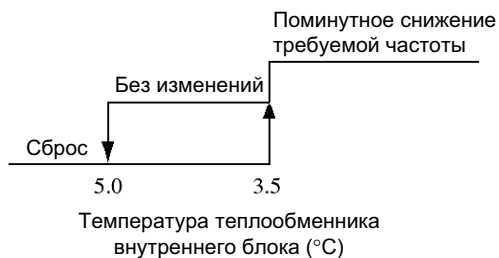 Поминутное снижение
требуемой частоты
Без изменений
Сброс
5.0 3.5
Температура теплообменника
внутреннего блока (°C)